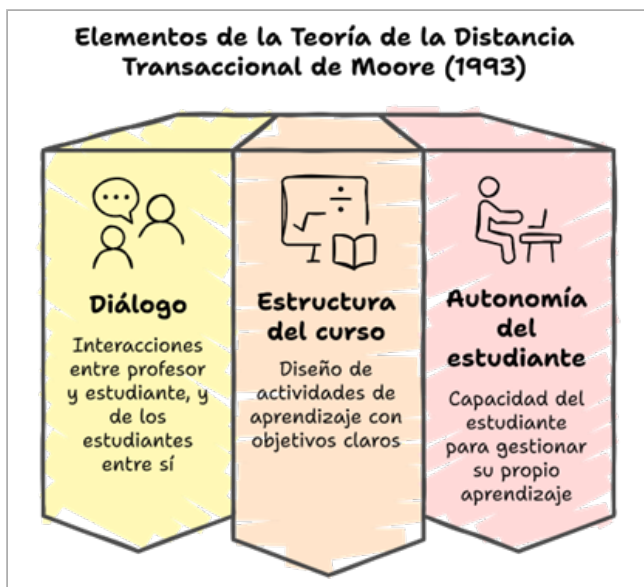 Elementos de la Teoría de la Distancia
Transaccional de Moore (1993)
Diálogo
Interacciones
entre profesor
y estudiante, y
de los
estudiantes
entre sí
Estructura
del curso
Diseño de
actividades de
aprendizaje con
objetivos claros
Autonomía
del
estudiante
Capacidad del
estudiante
para gestionar
su propio
aprendizaje